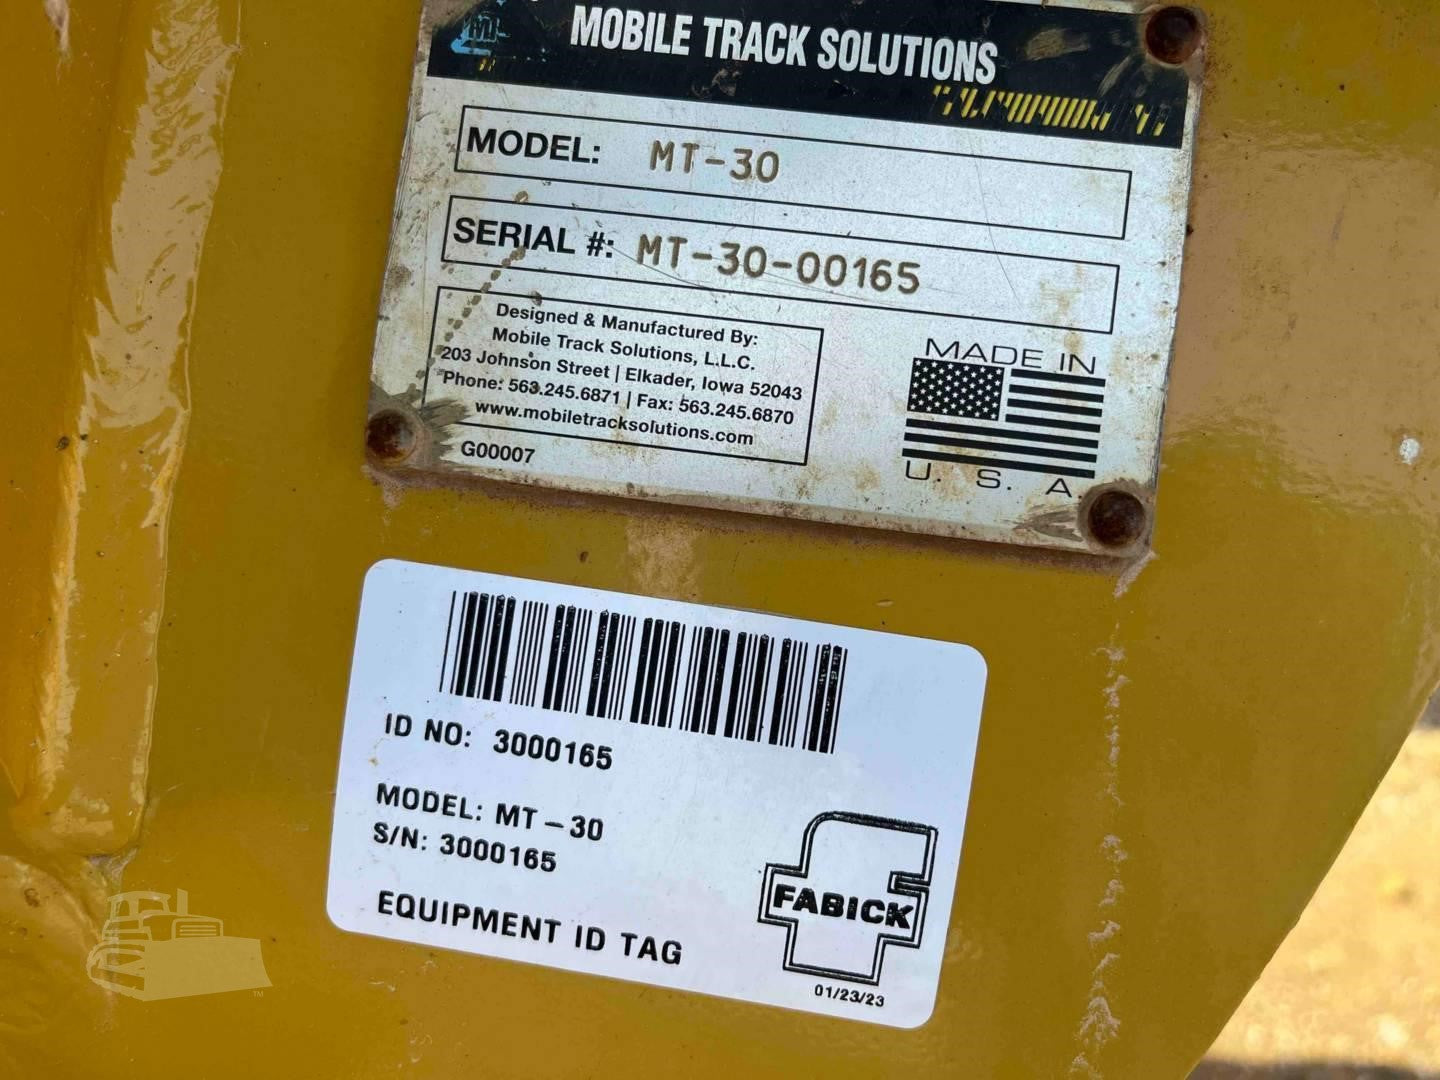 MOBILE TRACK SOLUTIONS
MODEL: MT-30
SERIAL #: MT-30-00165
Designed & Manufactured By:
Mobile Track Solutions, L.L.C.
203 Johnson Street | Elkader, Iowa 52043
Phone: 563.245.6871 | Fax: 563.245.6870
www.mobiletracksolutions.com
G00007
MADE IN
U. S. A.
ID NO: 3000165
MODEL: MT-30
S/N: 3000165
EQUIPMENT ID TAG
FABICK
01/23/23
TM